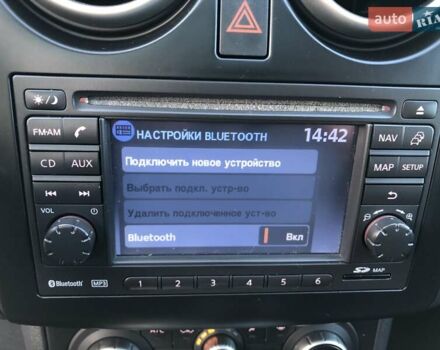 auto RIA
НАСТРОЙКИ BLUETOOTH 14:42
Подключить новое устройство
Выбрать подкл. устр-во
Удалить подключенное уст-во
Bluetooth Вкл
FM·AM
CD AUX
VOL
Bluetooth MP3
NAV
MAP SETUP
1 2 3 4 5 6
SD MAP
A/C